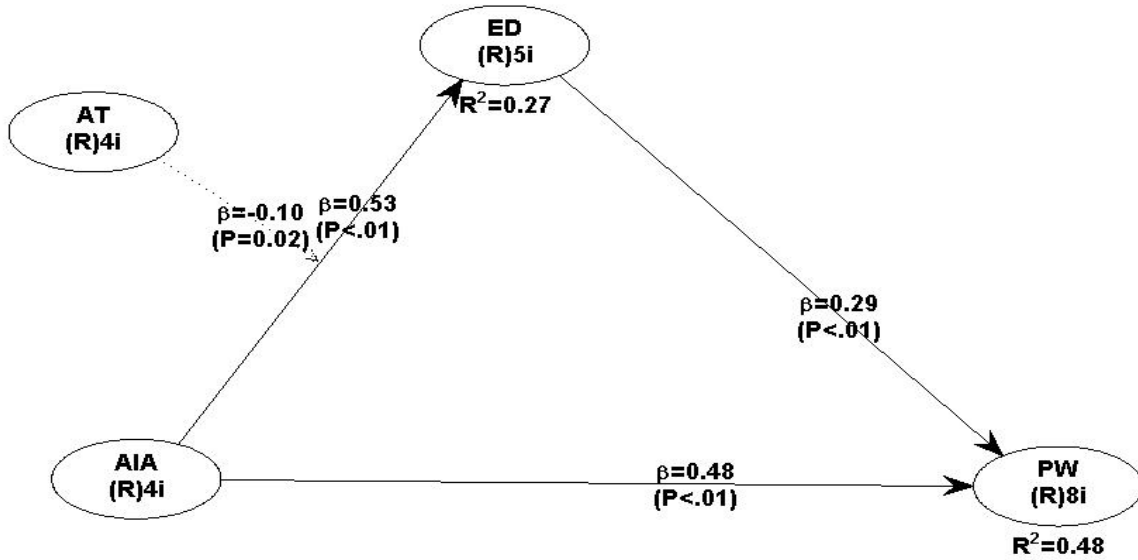 ED
(R)5i
R²=0.27
AT
(R)4i
β=-0.10
(P=0.02)
β=0.53
(P<.01)
β=0.29
(P<.01)
AIA
(R)4i
β=0.48
(P<.01)
PW
(R)8i
R²=0.48